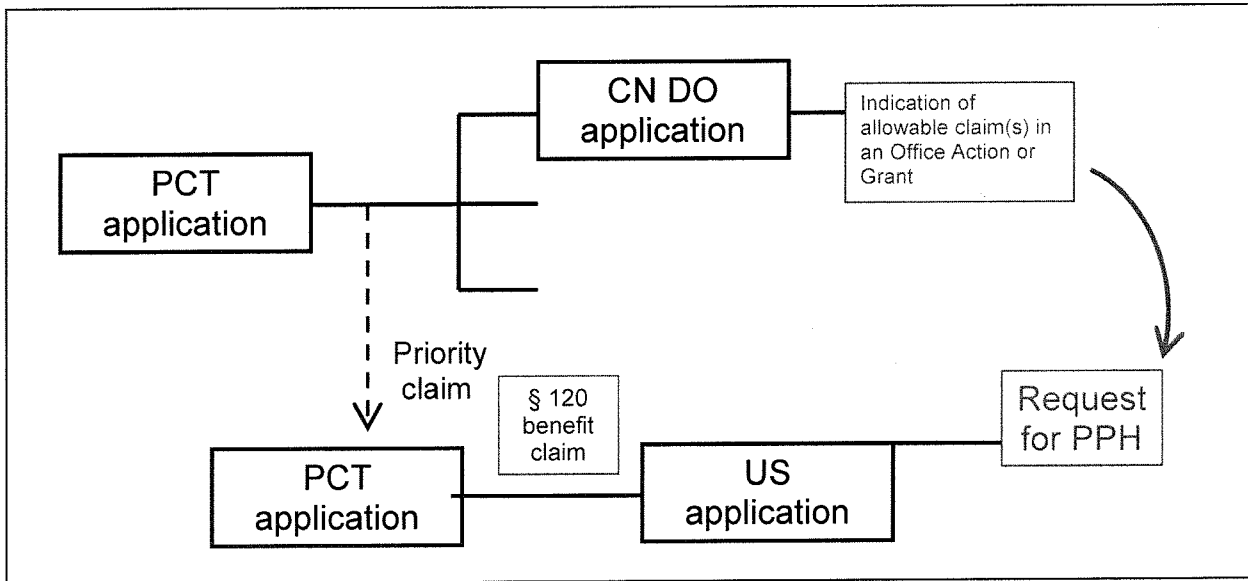 CN DO
application
Indication of
allowable claim(s) in
an Office Action or
Grant
PCT
application
Priority
claim
§ 120
benefit
claim
Request
for PPH
PCT
application
US
application